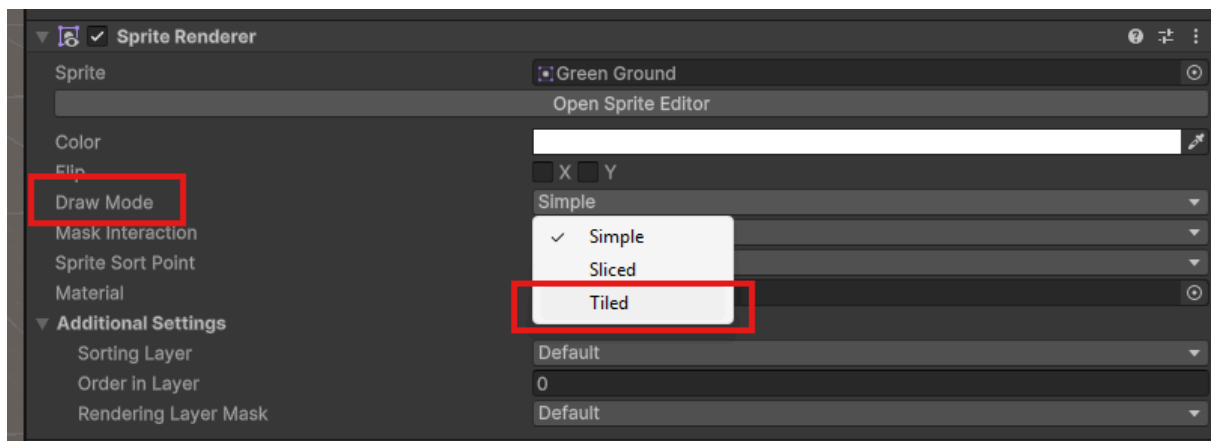 Sprite Renderer
Sprite Green Ground
Open Sprite Editor
Color
Flip X Y
Draw Mode Simple
Mask Interaction Simple
Sliced
Sprite Sort Point
Material Tiled
Additional Settings
Sorting Layer Default
Order in Layer 0
Rendering Layer Mask Default